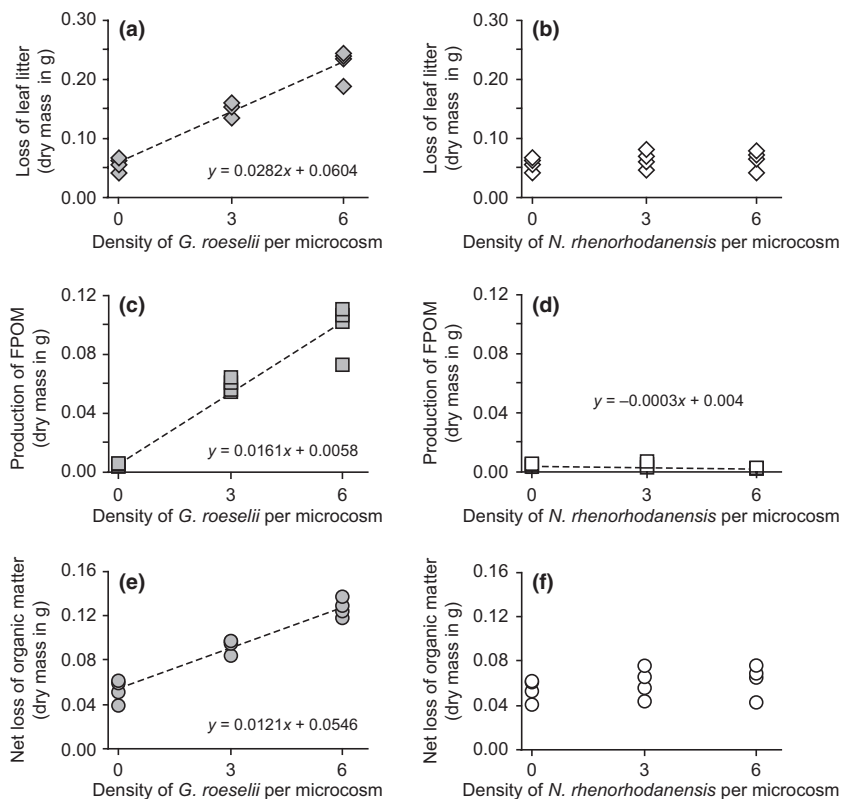 (a)
Loss of leaf litter
(dry mass in g)
0.30
0.20
0.10
0.00
y = 0.0282x + 0.0604
0 3 6
Density of G. roeselii per microcosm
(b)
Loss of leaf litter
(dry mass in g)
0.30
0.20
0.10
0.00
0 3 6
Density of N. rhenorhodanensis per microcosm
(c)
Production of FPOM
(dry mass in g)
0.12
0.08
0.04
0.00
y = 0.0161x + 0.0058
0 3 6
Density of G. roeselii per microcosm
(d)
Production of FPOM
(dry mass in g)
0.12
0.08
0.04
0.00
y = –0.0003x + 0.004
0 3 6
Density of N. rhenorhodanensis per microcosm
(e)
Net loss of organic matter
(dry mass in g)
0.16
0.12
0.08
0.04
0.00
y = 0.0121x + 0.0546
0 3 6
Density of G. roeselii per microcosm
(f)
Net loss of organic matter
(dry mass in g)
0.16
0.12
0.08
0.04
0.00
0 3 6
Density of N. rhenorhodanensis per microcosm